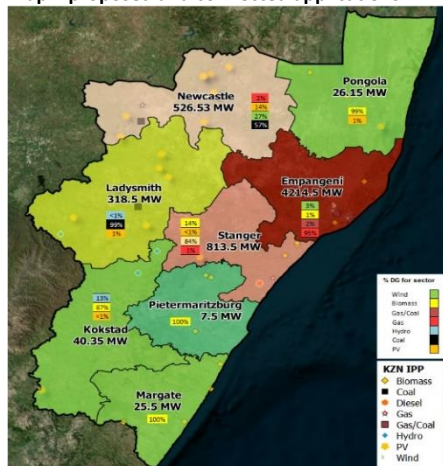 Pongola
26.15 MW
99%
1%
Newcastle
526.53 MW
2%
14%
27%
57%
Ladysmith
318.5 MW
<1%
99%
1%
Empangeni
4214.5 MW
1%
95%
Stanger
813.5 MW
14%
<1%
84%
1%
Pietermaritzburg
7.5 MW
100%
Kokstad
40.35 MW
13%
87%
<1%
Margate
25.5 MW
100%
% DG for sector
Wind
Biomass
Gas/Coal
Gas
Hydro
Coal
PV
KZN IPP
Biomass
Coal
Diesel
Gas
Gas/Coal
Hydro
PV
Wind